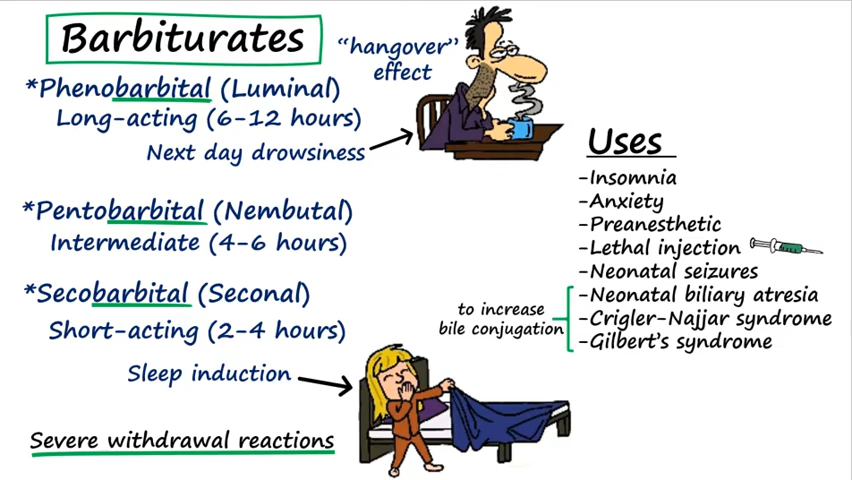 Barbiturates
"hangover"
effect
*Phenobarbital (Luminal)
Long-acting (6-12 hours)
Next day drowsiness
*Pentobarbital (Nembutal)
Intermediate (4-6 hours)
*Secobarbital (Seconal)
Short-acting (2-4 hours)
Sleep induction
Severe withdrawal reactions
Uses
-Insomnia
-Anxiety
-Preanesthetic
-Lethal injection
-Neonatal seizures
to increase
bile conjugation
-Neonatal biliary atresia
-Crigler-Najjar syndrome
-Gilbert's syndrome